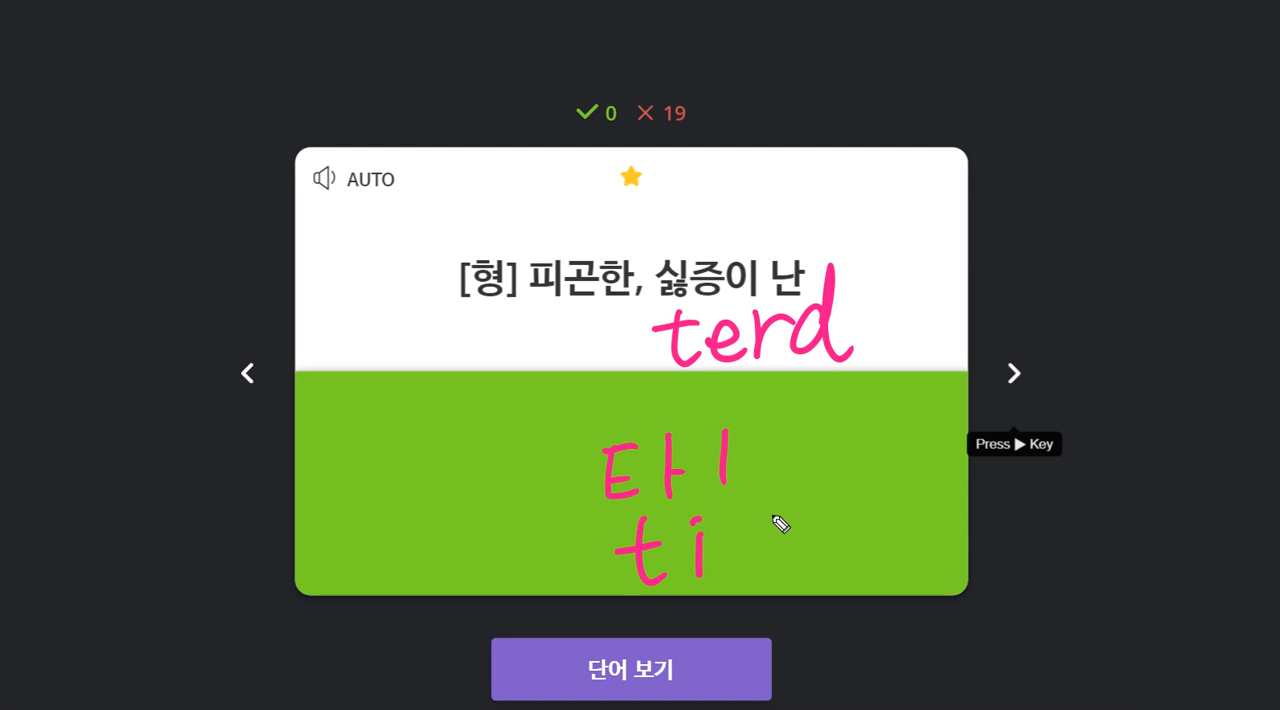 0 19
AUTO
[형] 피곤한, 싫증이 난
terd
Press ▶ Key
타 ㅣ
ti
단어 보기